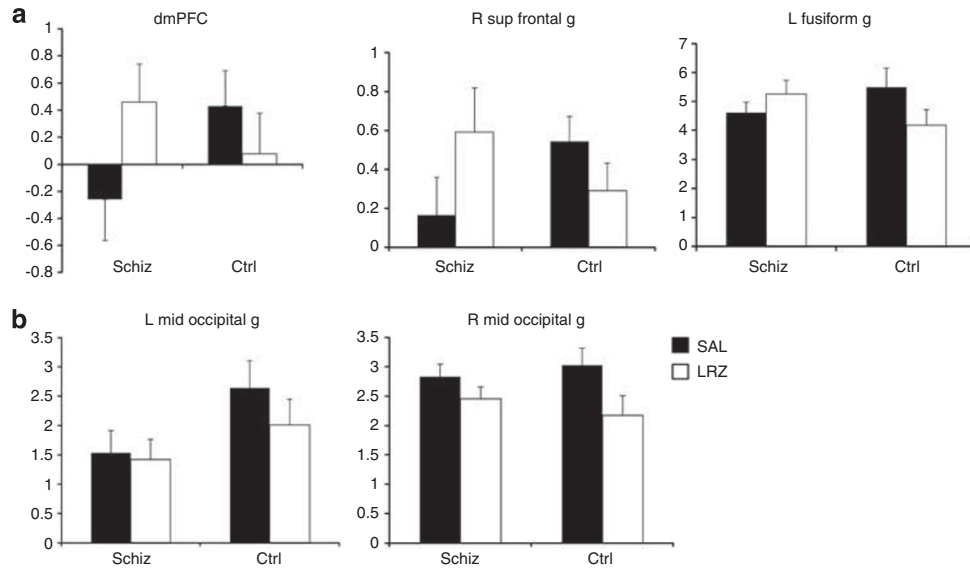 a
dmPFC
1
0.8
0.6
0.4
0.2
0
-0.2
-0.4
-0.6
-0.8
Schiz Ctrl
R sup frontal g
1
0.8
0.6
0.4
0.2
0
Schiz Ctrl
L fusiform g
7
6
5
4
3
2
1
0
Schiz Ctrl
b
L mid occipital g
3.5
3
2.5
2
1.5
1
0.5
0
Schiz Ctrl
R mid occipital g
3.5
3
2.5
2
1.5
1
0.5
0
Schiz Ctrl
SAL
LRZ